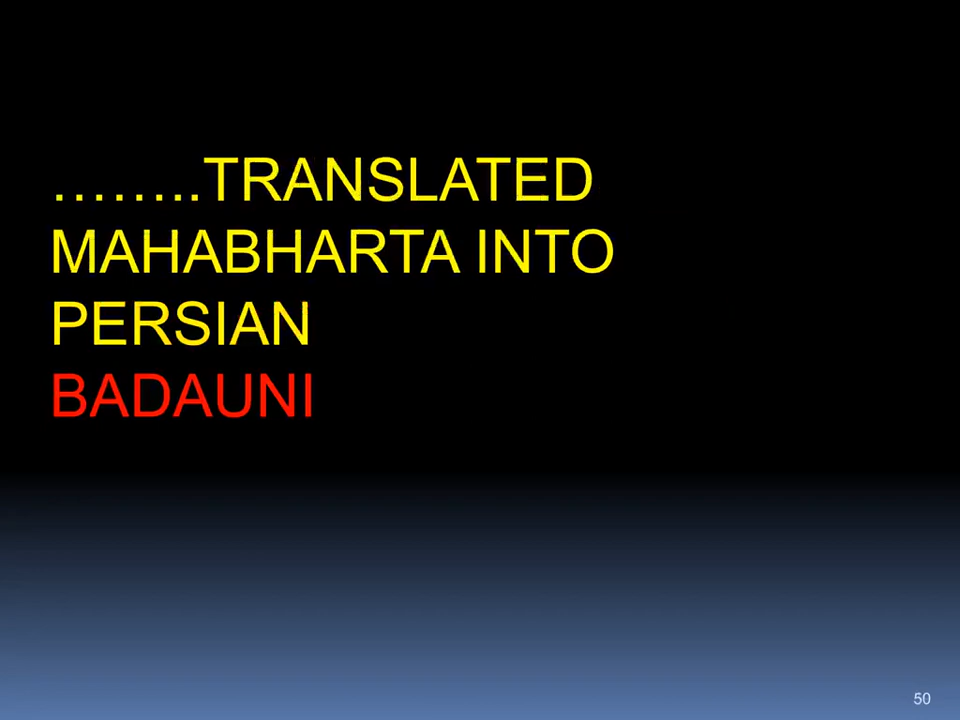 ……..TRANSLATED
MAHABHARTA INTO
PERSIAN
BADAUNI
50